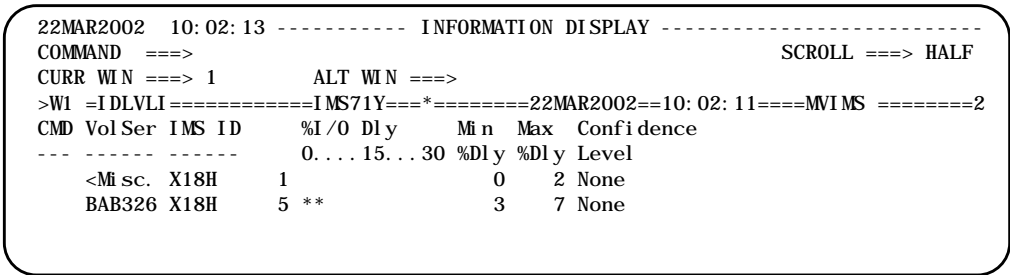 22MAR2002  10:02:13 ----------- INFORMATION DISPLAY ---------------------------
COMMAND  ===>                                                 SCROLL ===> HALF
CURR WIN ===> 1        ALT WIN ===>
>W1 =IDLVLI============IMS71Y===*========22MAR2002==10:02:11====MVIMS ========2
CMD VolSer IMS ID     %I/O Dly     Min  Max  Confidence
--- ------ ------     0....15...30 %Dly %Dly Level
    <Misc. X18H     1                 0    2 None
    BAB326 X18H     5 **              3    7 None